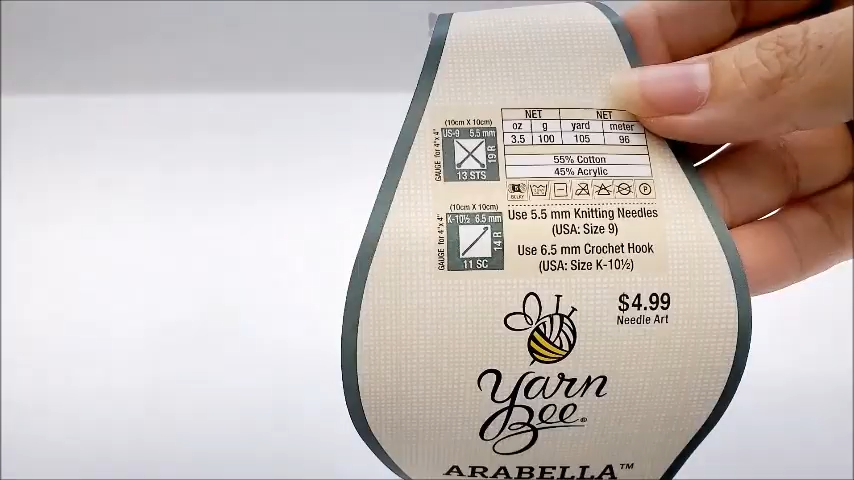 NET NET
oz g yard meter
3.5 100 105 96
55% Cotton
45% Acrylic
(10cm X 10cm)
US-9 5.5 mm
GAUGE for 4"x 4"
19 R
13 STS
(10cm X 10cm)
K-10½ 6.5 mm
GAUGE for 4"x 4"
14 R
11 SC
Use 5.5 mm Knitting Needles
(USA: Size 9)
Use 6.5 mm Crochet Hook
(USA: Size K-10½)
$4.99
Needle Art
Yarn
Bee®
ARABELLA™